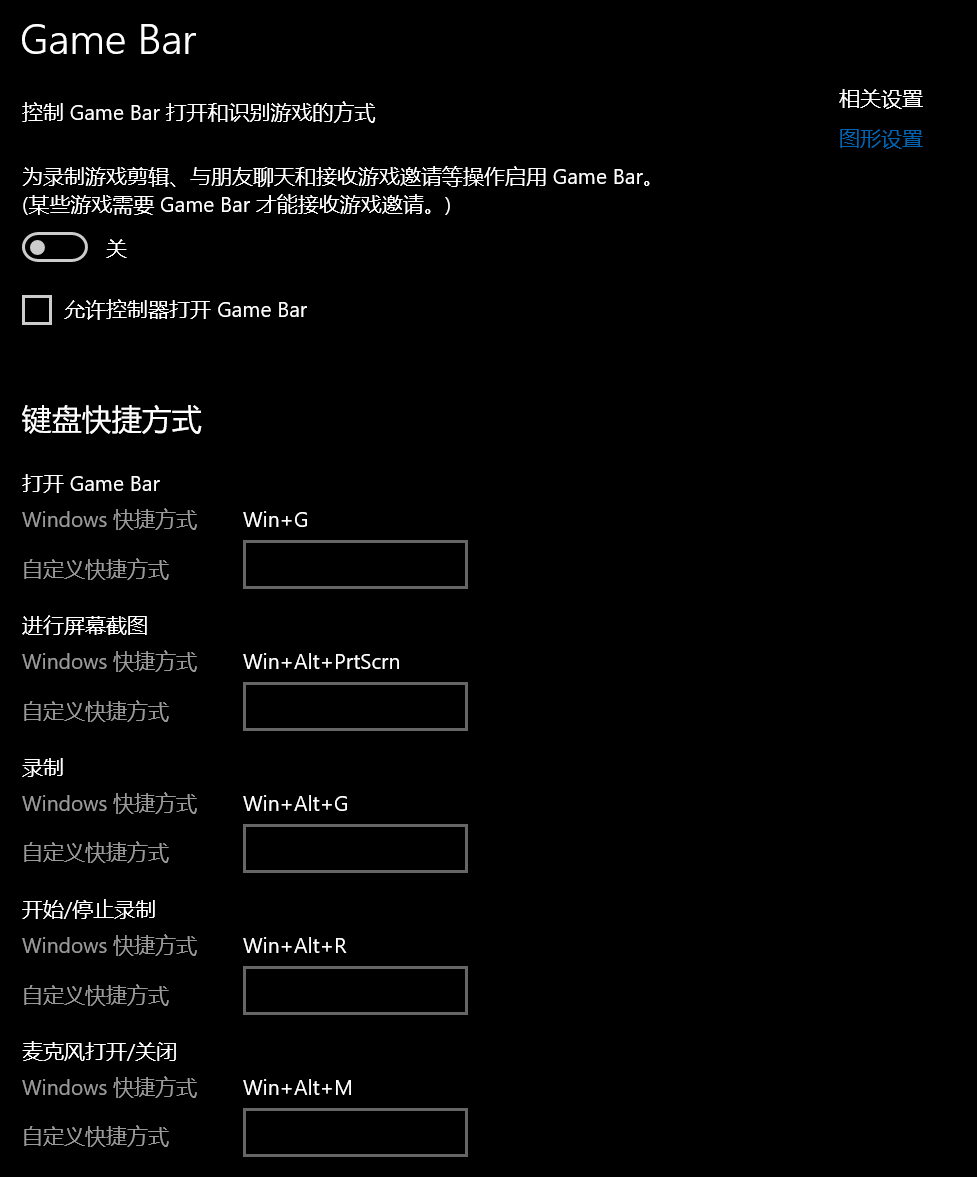 Game Bar
控制 Game Bar 打开和识别游戏的方式
相关设置
图形设置
为录制游戏剪辑、与朋友聊天和接收游戏邀请等操作启用 Game Bar。
(某些游戏需要 Game Bar 才能接收游戏邀请。)
关
允许控制器打开 Game Bar
键盘快捷方式
打开 Game Bar
Windows 快捷方式 Win+G
自定义快捷方式
进行屏幕截图
Windows 快捷方式 Win+Alt+PrtScrn
自定义快捷方式
录制
Windows 快捷方式 Win+Alt+G
自定义快捷方式
开始/停止录制
Windows 快捷方式 Win+Alt+R
自定义快捷方式
麦克风打开/关闭
Windows 快捷方式 Win+Alt+M
自定义快捷方式